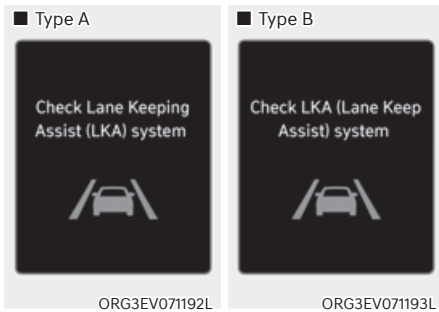 ■ Type A
Check Lane Keeping
Assist (LKA) system
ORG3EV071192L
■ Type B
Check LKA (Lane Keep
Assist) system
ORG3EV071193L